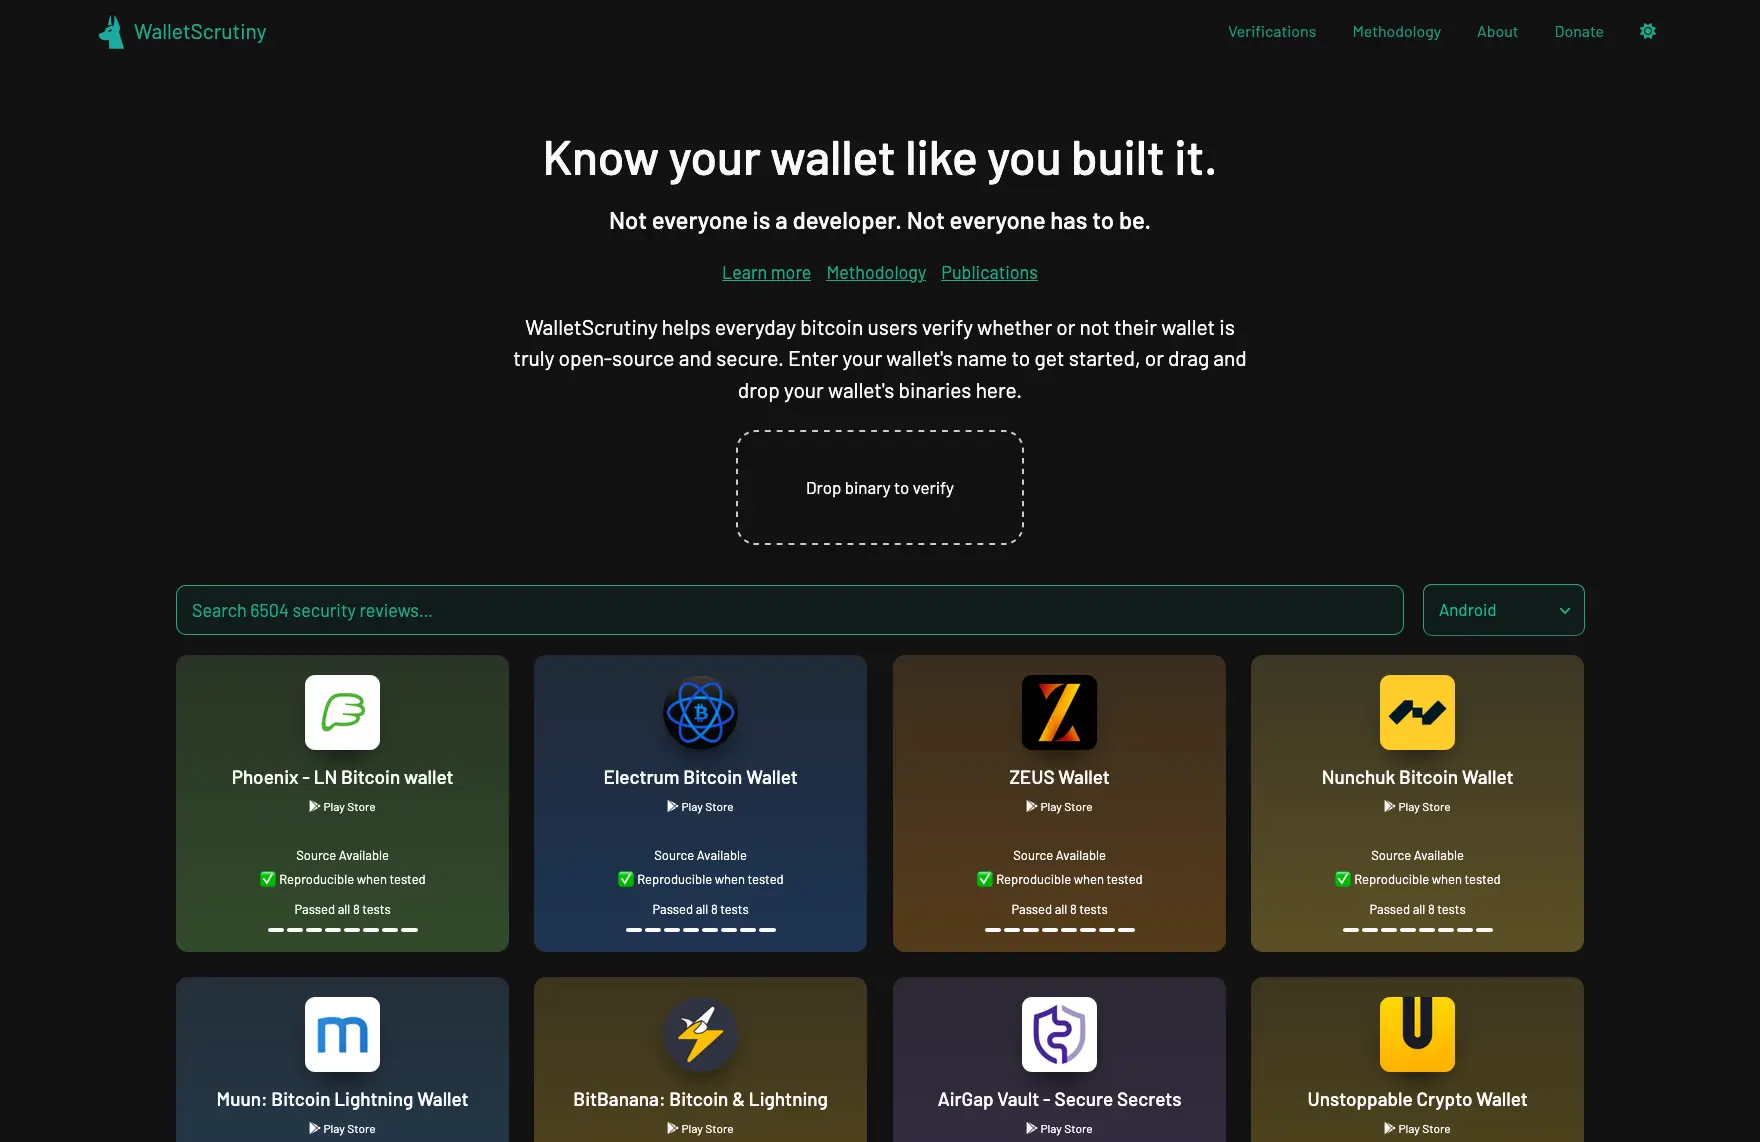 WalletScrutiny
Verifications Methodology About Donate
Know your wallet like you built it.
Not everyone is a developer. Not everyone has to be.
Learn more Methodology Publications
WalletScrutiny helps everyday bitcoin users verify whether or not their wallet is
truly open-source and secure. Enter your wallet's name to get started, or drag and
drop your wallet's binaries here.
Drop binary to verify
Search 6504 security reviews...
Android
Phoenix - LN Bitcoin wallet
Play Store
Source Available
✅ Reproducible when tested
Passed all 8 tests
Electrum Bitcoin Wallet
Play Store
Source Available
✅ Reproducible when tested
Passed all 8 tests
ZEUS Wallet
Play Store
Source Available
✅ Reproducible when tested
Passed all 8 tests
Nunchuk Bitcoin Wallet
Play Store
Source Available
✅ Reproducible when tested
Passed all 8 tests
Muun: Bitcoin Lightning Wallet
Play Store
BitBanana: Bitcoin & Lightning
Play Store
AirGap Vault - Secure Secrets
Play Store
Unstoppable Crypto Wallet
Play Store